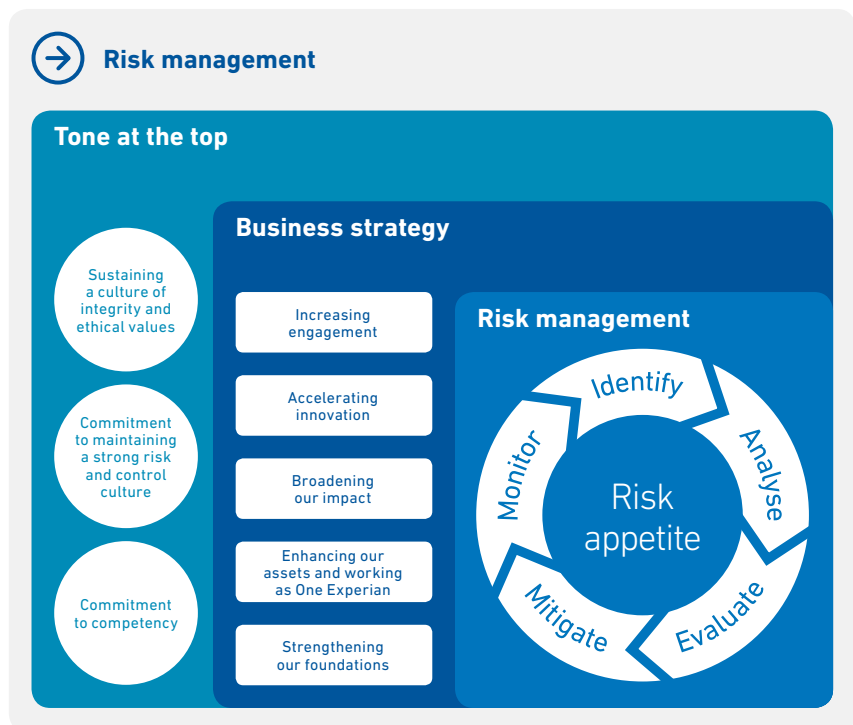 Risk management
Tone at the top
Sustaining
a culture of
integrity and
ethical values
Commitment
to maintaining
a strong risk
and control
culture
Commitment
to competency
Business strategy
Increasing
engagement
Accelerating
innovation
Broadening
our impact
Enhancing our
assets and working
as One Experian
Strengthening
our foundations
Risk management
Identify
Analyse
Evaluate
Mitigate
Monitor
Risk
appetite